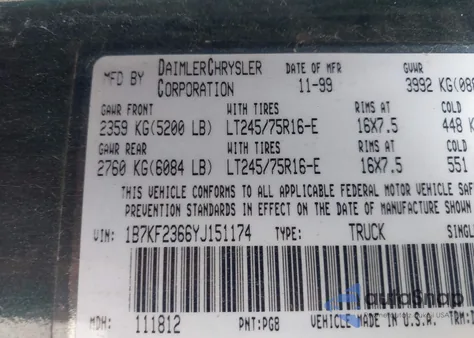 MFD BY DAIMLERCHRYSLER CORPORATION DATE OF MFR 11-99 GVWR 3992 KG(
GAWR FRONT WITH TIRES RIMS AT COLD
2359 KG(5200 LB) LT245/75R16-E 16X7.5 448 K
GAWR REAR WITH TIRES RIMS AT COLD
2760 KG(6084 LB) LT245/75R16-E 16X7.5 551
THIS VEHICLE CONFORMS TO ALL APPLICABLE FEDERAL MOTOR VEHICLE SAF
PREVENTION STANDARDS IN EFFECT ON THE DATE OF MANUFACTURE SHOWN
VIN: 1B7KF2366YJ151174 TYPE: TRUCK SINGL
MDH: 111812 PNT:PG8 VEHICLE MADE IN U.S.A. TRM:D
autoSnap